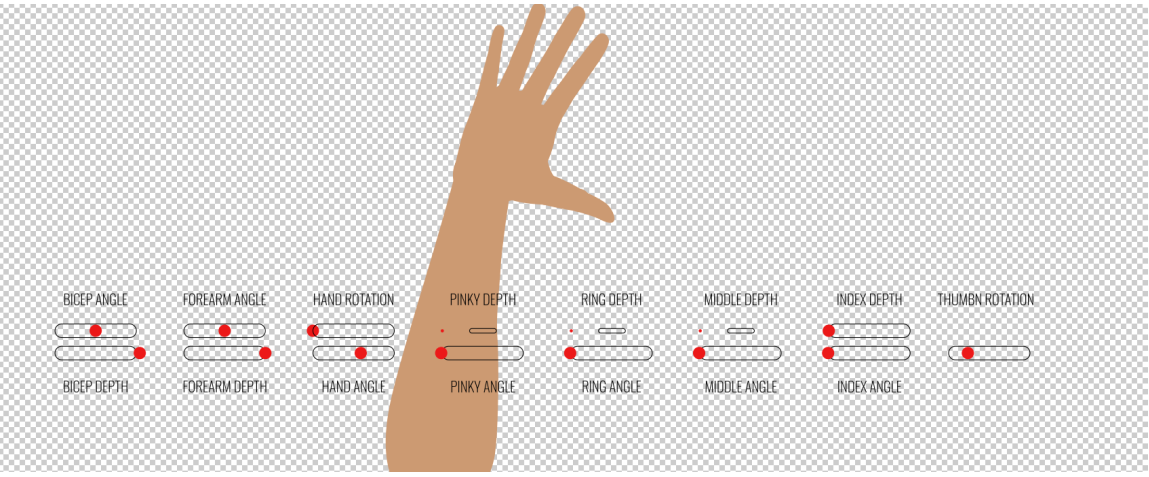 BICEP ANGLE FOREARM ANGLE HAND ROTATION PINKY DEPTH RING DEPTH MIDDLE DEPTH INDEX DEPTH THUMBN ROTATION
BICEP DEPTH FOREARM DEPTH HAND ANGLE PINKY ANGLE RING ANGLE MIDDLE ANGLE INDEX ANGLE